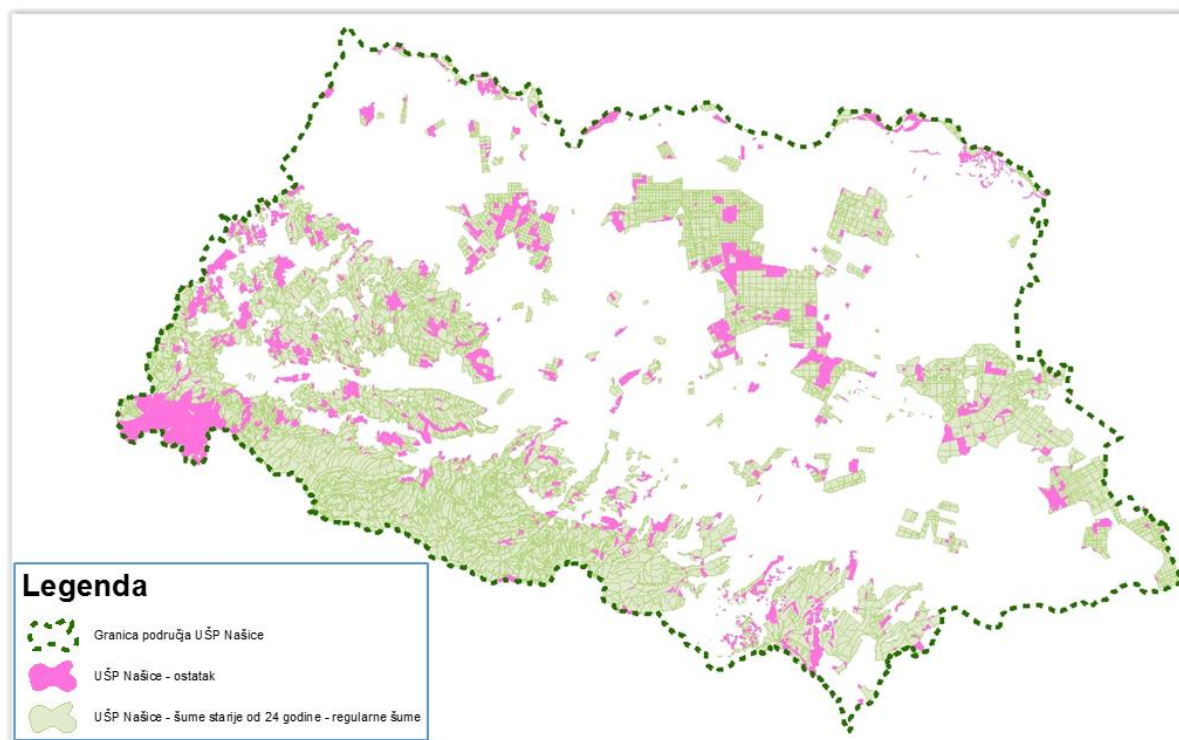 Legenda
Granica područja UŠP Našice
UŠP Našice - ostatak
UŠP Našice - šume starije od 24 godine - regularne šume